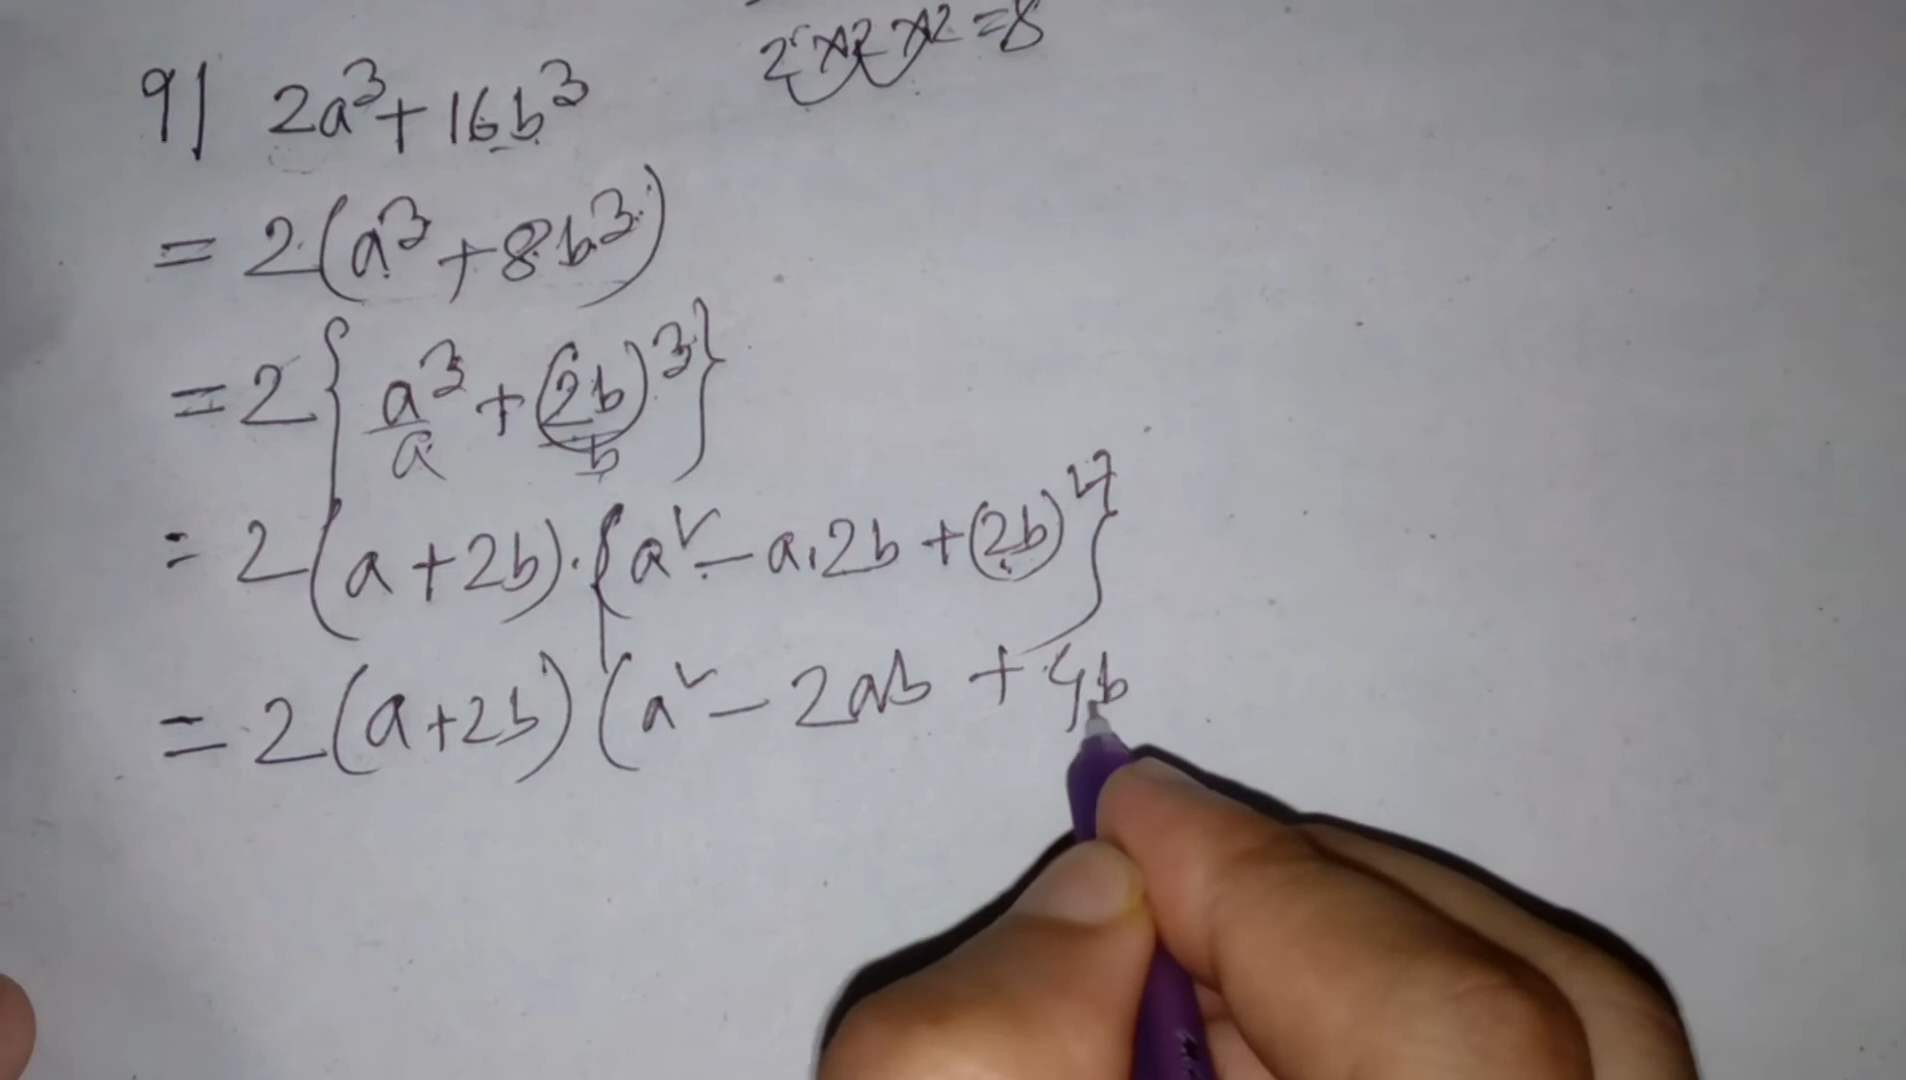 2×2×2=8
9) 2a³+16b³
= 2(a³+8b³)
= 2{a³+(2b)³}
a b
= 2(a+2b).{a²-a.2b+(2b)²}
= 2(a+2b)(a²-2ab+4b